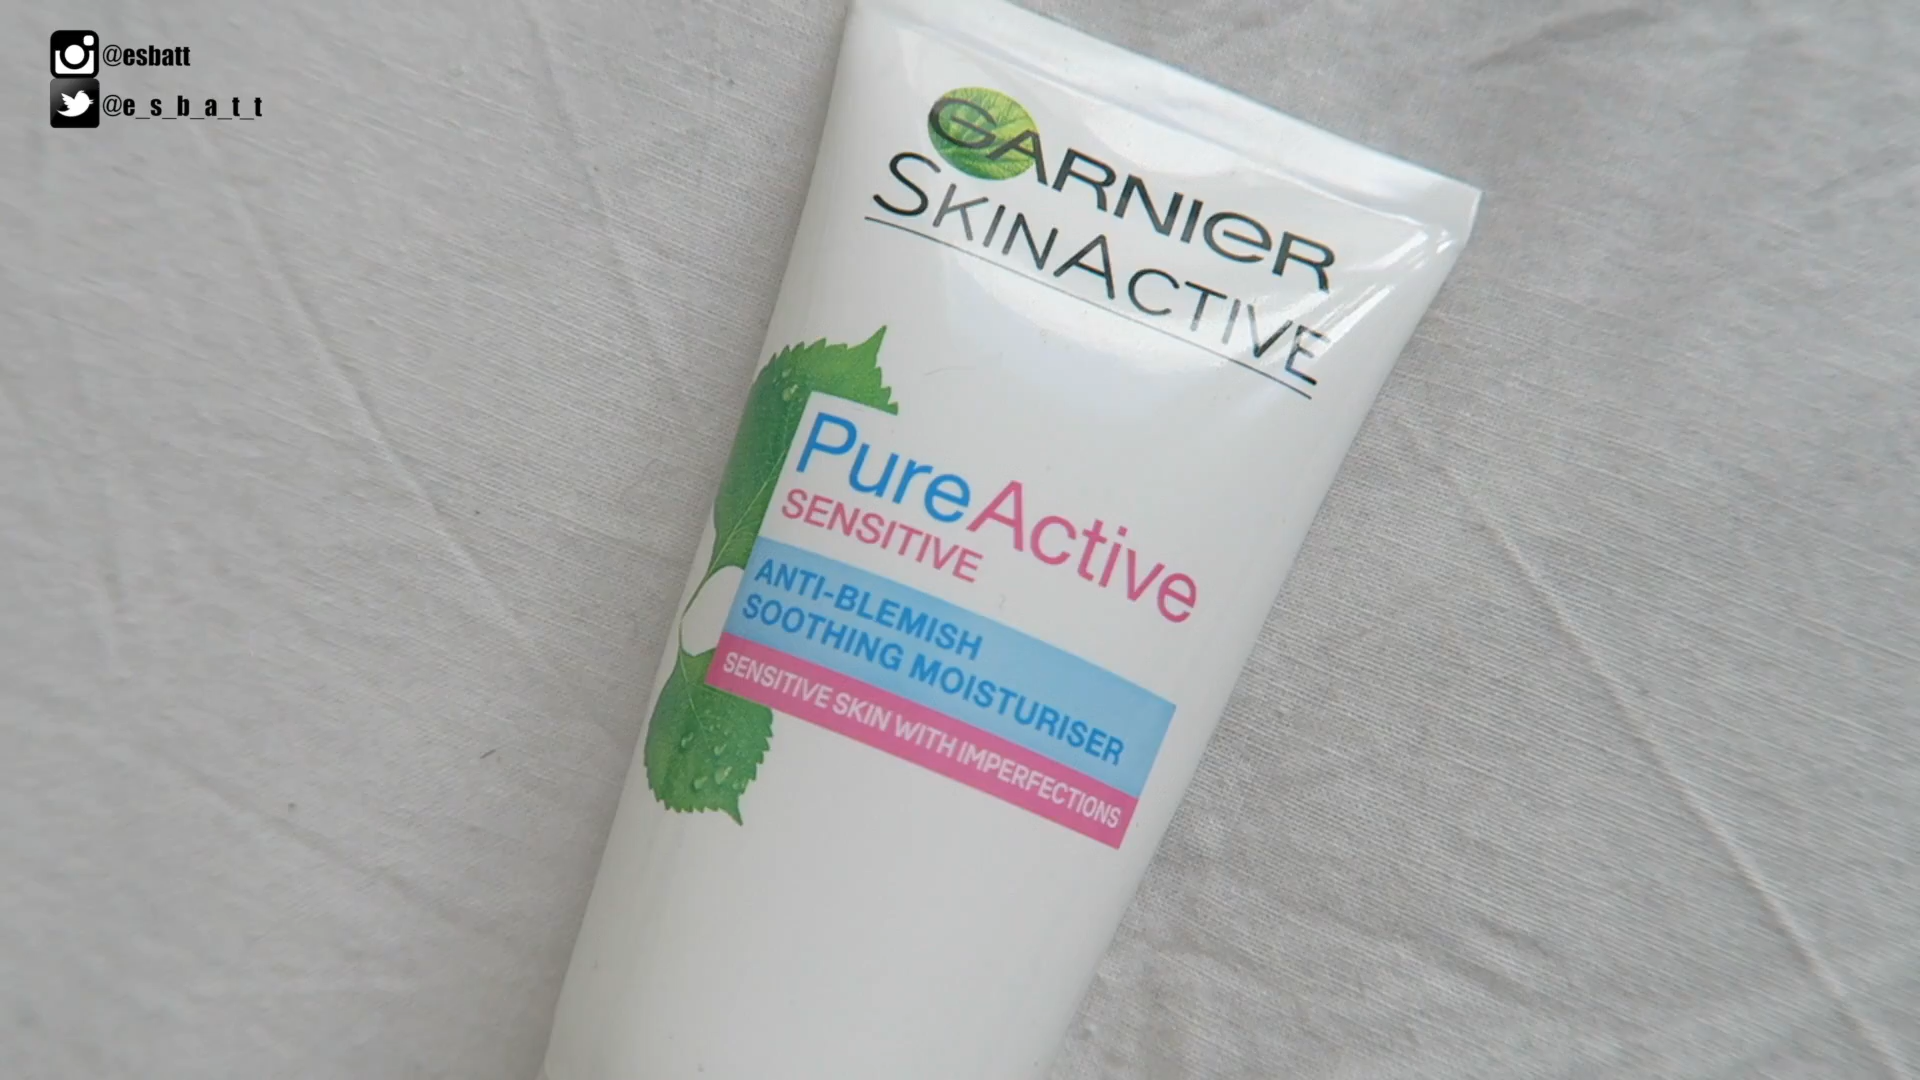 @esbatt
@e_s_b_a_t_t
GARNIER
SKINACTIVE
PureActive
SENSITIVE
ANTI-BLEMISH
SOOTHING MOISTURISER
SENSITIVE SKIN WITH IMPERFECTIONS